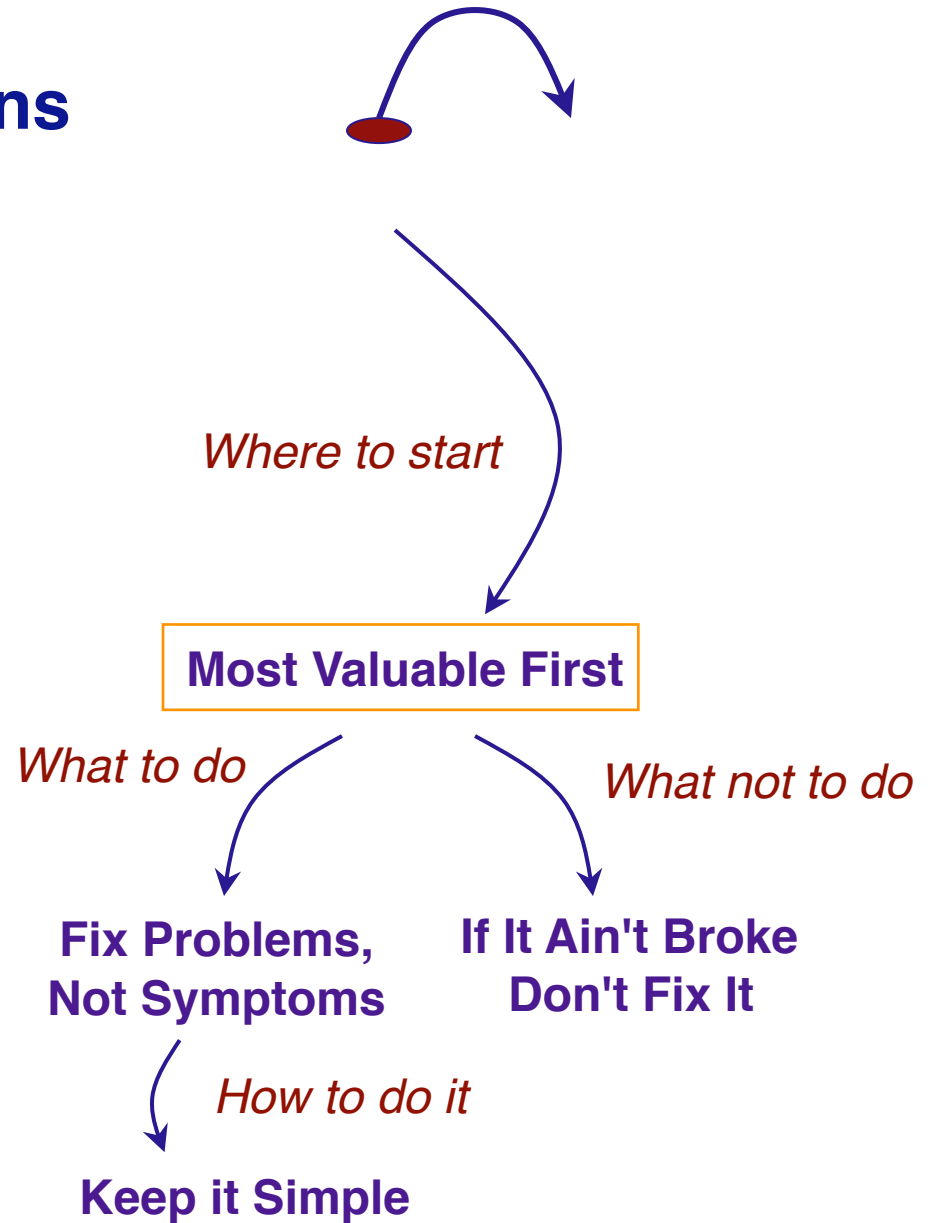 ns
Where to start
Most Valuable First
What to do
What not to do
Fix Problems,
Not Symptoms
If It Ain't Broke
Don't Fix It
How to do it
Keep it Simple